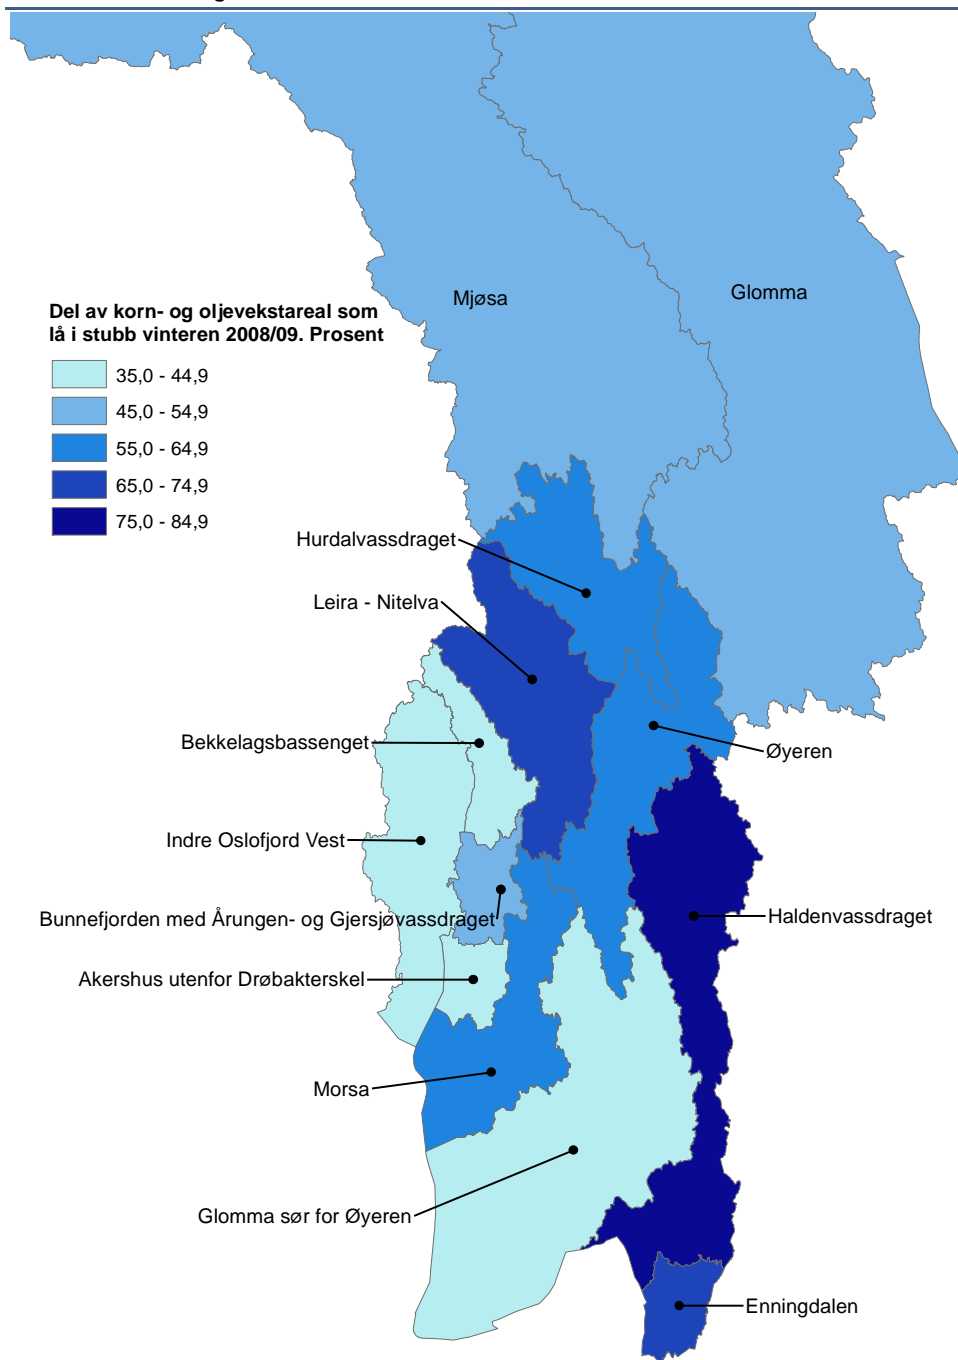 Mjøsa
Glomma
Del av korn- og oljevekstareal som
lå i stubb vinteren 2008/09. Prosent
35,0 - 44,9
45,0 - 54,9
55,0 - 64,9
65,0 - 74,9
75,0 - 84,9
Hurdalvassdraget
Leira - Nitelva
Bekkelagsbassenget
Øyeren
Indre Oslofjord Vest
Bunnefjorden med Årungen- og Gjersjøvassdraget
Haldenvassdraget
Akershus utenfor Drøbakterskel
Morsa
Glomma sør for Øyeren
Enningdalen